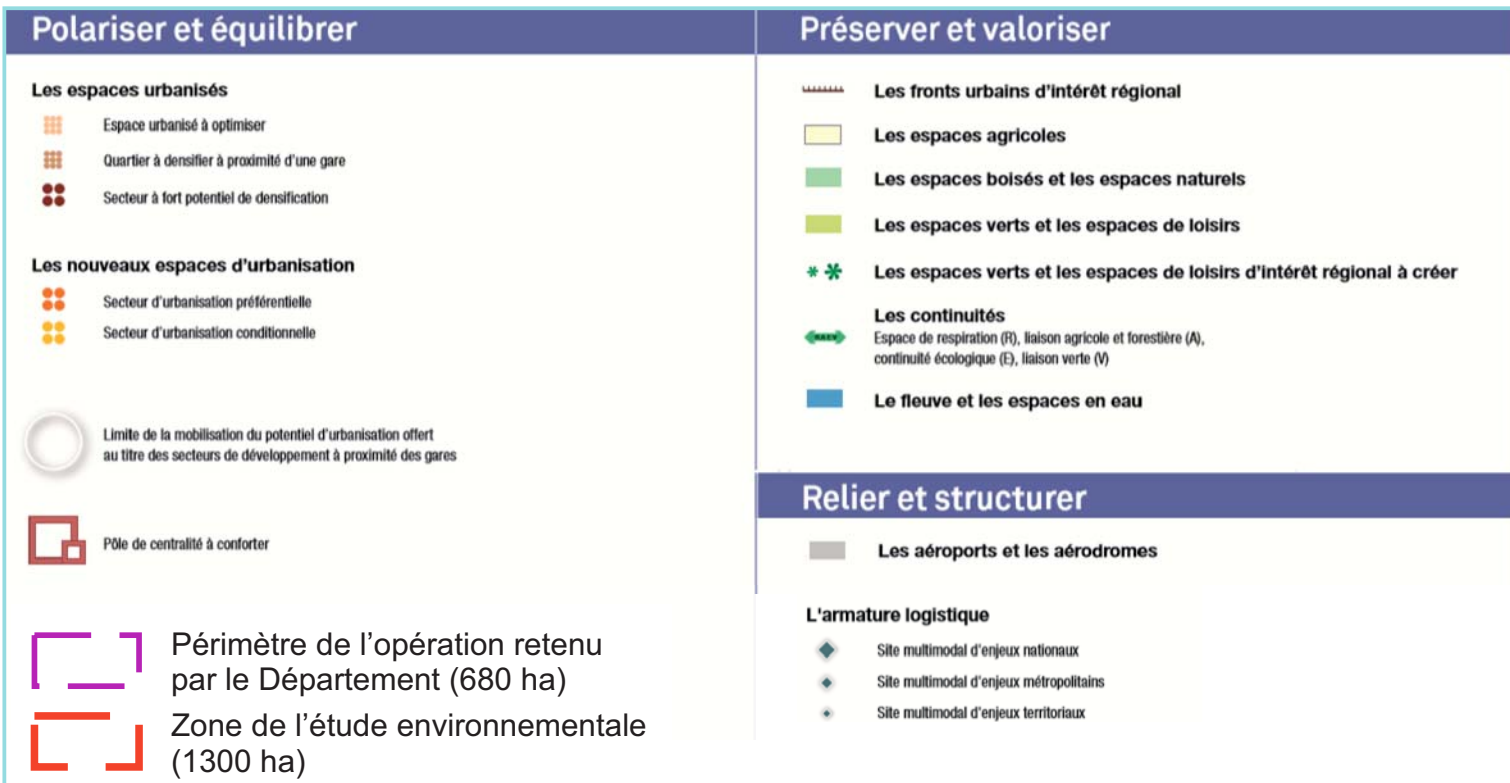 Polariser et équilibrer
Les espaces urbanisés
Espace urbanisé à optimiser
Quartier à densifier à proximité d'une gare
Secteur à fort potentiel de densification
Les nouveaux espaces d'urbanisation
Secteur d'urbanisation préférentielle
Secteur d'urbanisation conditionnelle
Limite de la mobilisation du potentiel d'urbanisation offert
au titre des secteurs de développement à proximité des gares
Pôle de centralité à conforter
Périmètre de l'opération retenu
par le Département (680 ha)
Zone de l'étude environnementale
(1300 ha)
Préserver et valoriser
Les fronts urbains d'intérêt régional
Les espaces agricoles
Les espaces boisés et les espaces naturels
Les espaces verts et les espaces de loisirs
Les espaces verts et les espaces de loisirs d'intérêt régional à créer
Les continuités
Espace de respiration (R), liaison agricole et forestière (A),
continuité écologique (E), liaison verte (V)
Le fleuve et les espaces en eau
Relier et structurer
Les aéroports et les aérodromes
L'armature logistique
Site multimodal d'enjeux nationaux
Site multimodal d'enjeux métropolitains
Site multimodal d'enjeux territoriaux